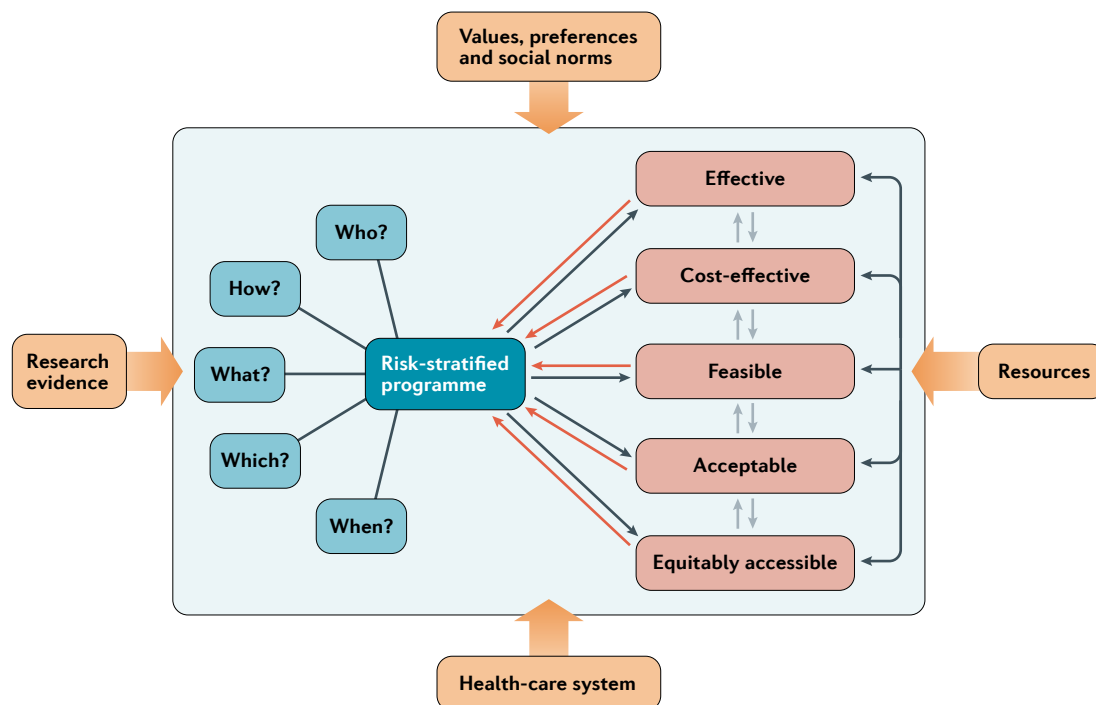 Values, preferences
and social norms
Effective
Who?
Cost-effective
How?
Research
evidence
What?
Risk-stratified
programme
Feasible
Resources
Which?
Acceptable
When?
Equitably accessible
Health-care system